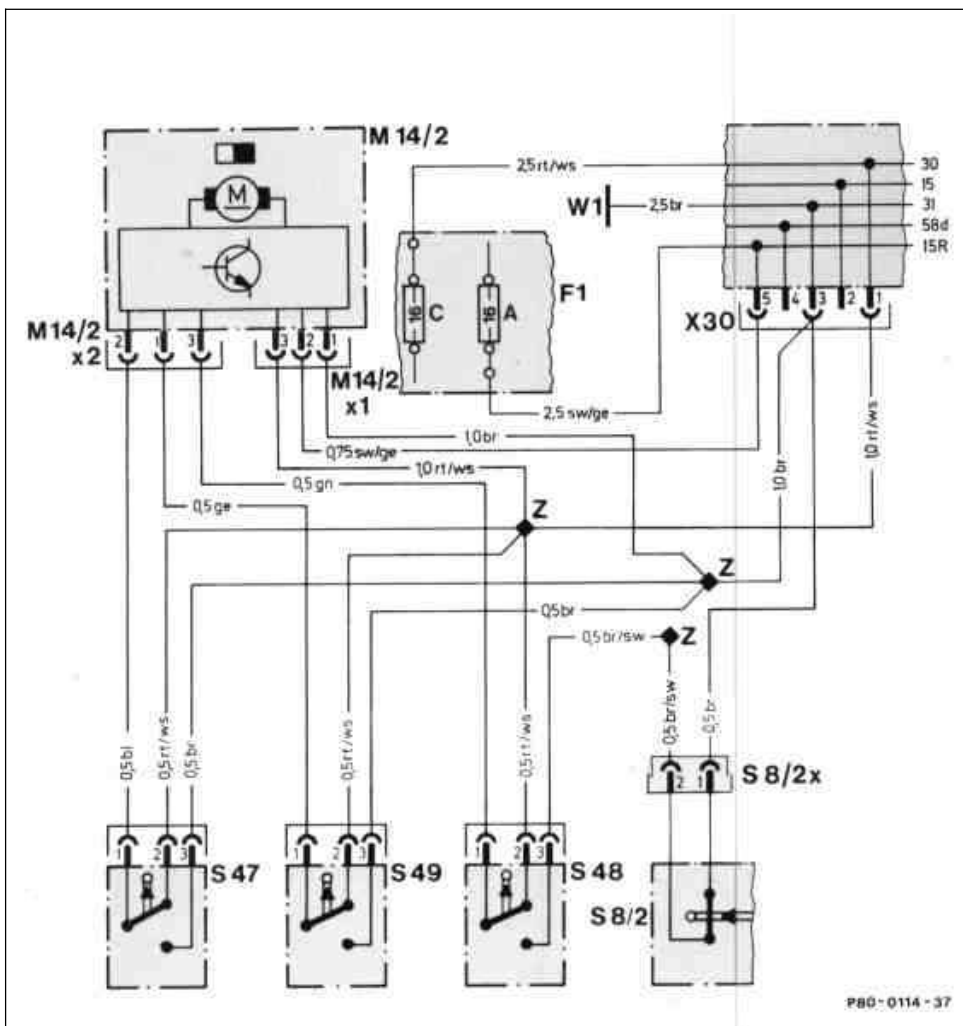 M 14/2
M
2,5 rt/ws
30
15
W1
2,5 br
31
58d
15R
16
C
16
A
F1
M 14/2
x2
2
1
3
3
2
1
M 14/2
x1
X30
5
4
3
2
1
2,5 sw/ge
1,0 br
0,75 sw/ge
1,0 rt/ws
1,0 br
1,0 rt/ws
0,5 gn
0,5 ge
Z
Z
0,5 br
0,5 br/sw
Z
0,5 bl
0,5 rt/ws
0,5 br
0,5 rt/ws
0,5 rt/ws
0,5 br/sw
0,5 br
S 8/2x
2
1
1
2
3
S 47
1
2
3
S 49
1
2
3
S 48
S 8/2
P80-0114-37